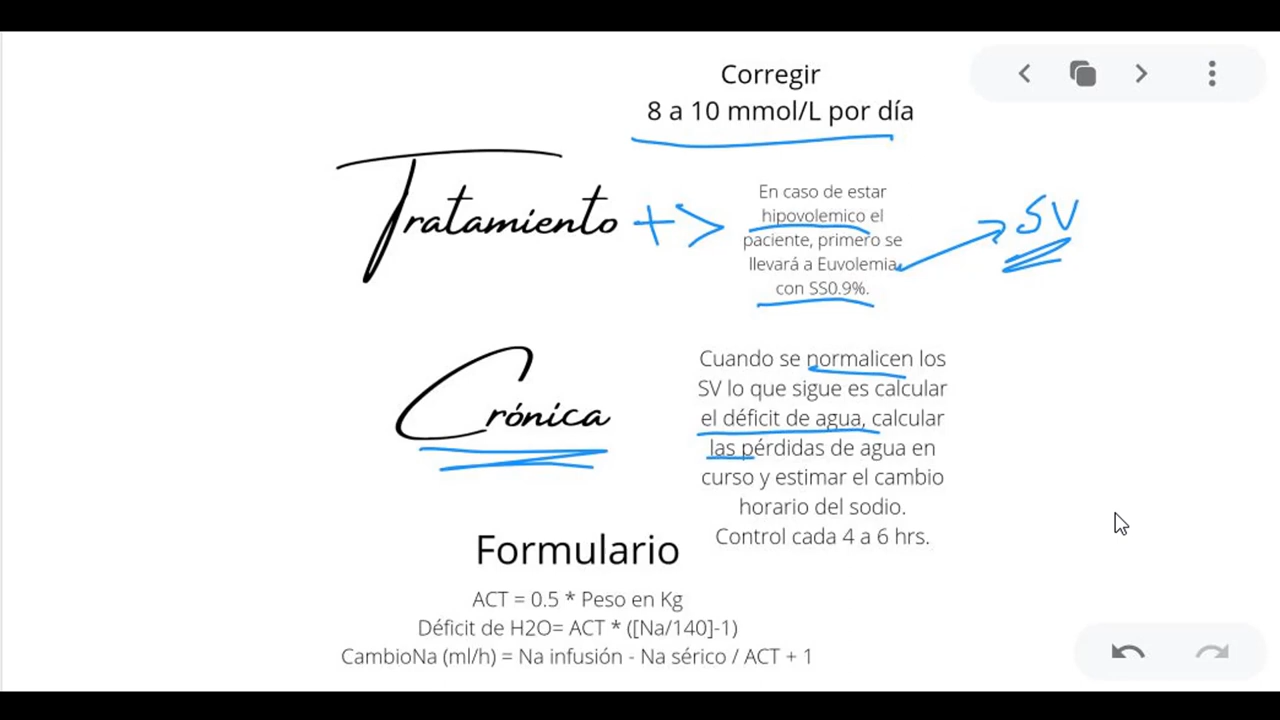 Corregir
8 a 10 mmol/L por día
Tratamiento
+>
En caso de estar
hipovolemico el
paciente, primero se
llevará a Euvolemia
con SS0.9%.
SV
Crónica
Cuando se normalicen los
SV lo que sigue es calcular
el déficit de agua, calcular
las pérdidas de agua en
curso y estimar el cambio
horario del sodio.
Control cada 4 a 6 hrs.
Formulario
ACT = 0.5 * Peso en Kg
Déficit de H2O= ACT * ([Na/140]-1)
CambioNa (ml/h) = Na infusión - Na sérico / ACT + 1